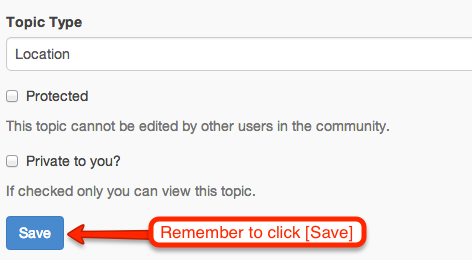 Topic Type
Location
Protected
This topic cannot be edited by other users in the community.
Private to you?
If checked only you can view this topic.
Save
Remember to click [Save]